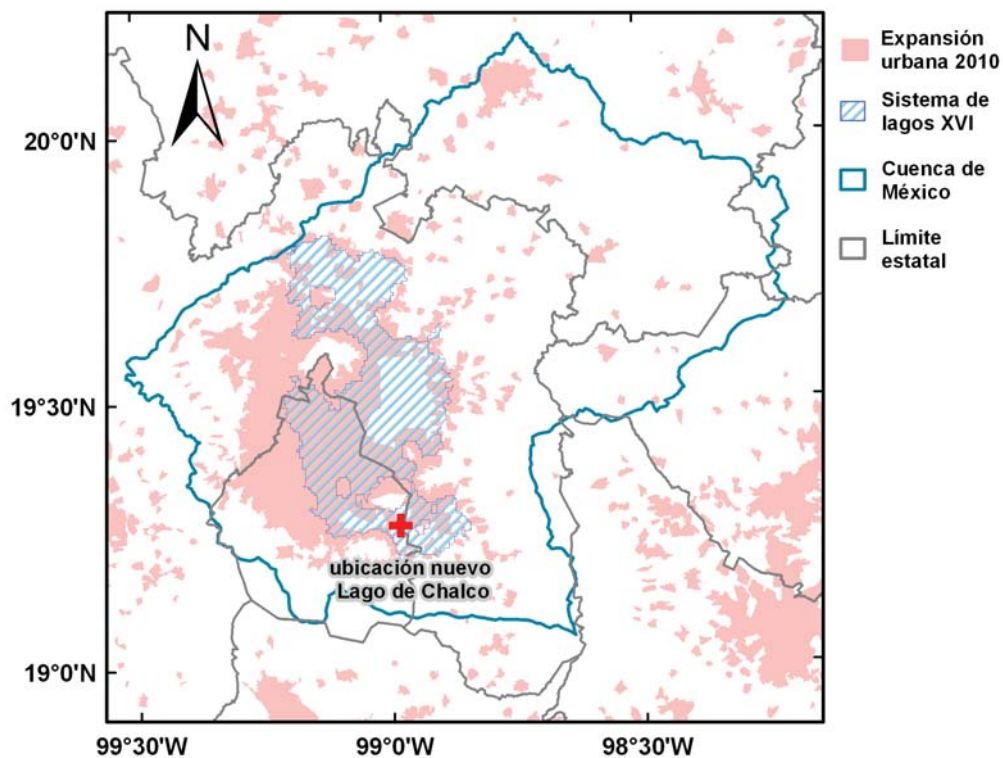 N
Expansión
urbana 2010
Sistema de
lagos XVI
Cuenca de
México
Límite
estatal
20°0'N
19°30'N
19°0'N
ubicación nuevo
Lago de Chalco
99°30'W
99°0'W
98°30'W